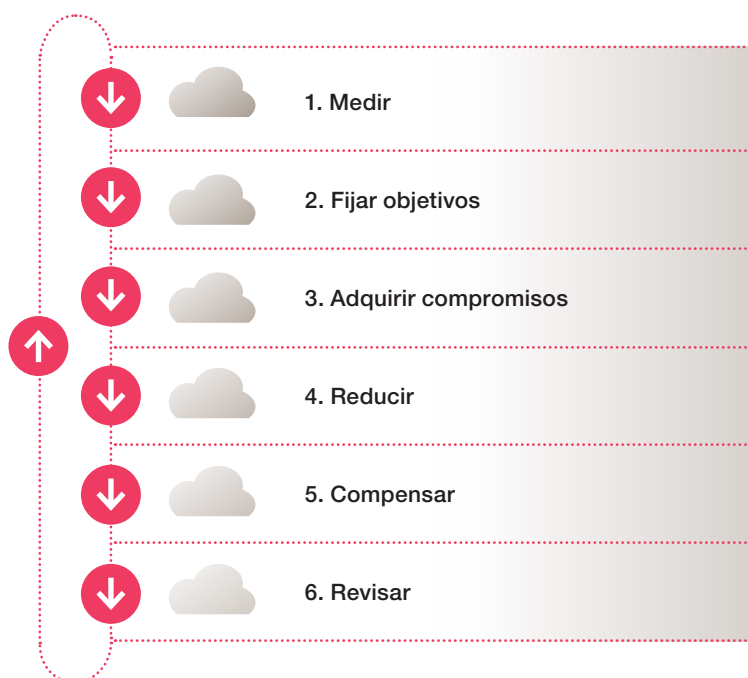 1. Medir
2. Fijar objetivos
3. Adquirir compromisos
4. Reducir
5. Compensar
6. Revisar